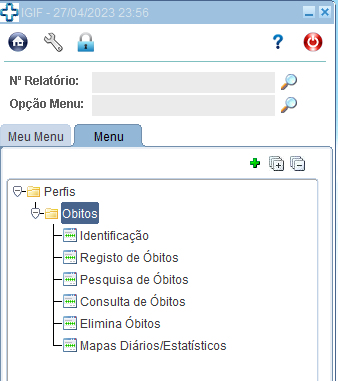 IGIF - 27/04/2023 23:56
?
Nº Relatório:
Opção Menu:
Meu Menu Menu
Perfis
Obitos
Identificação
Registo de Óbitos
Pesquisa de Óbitos
Consulta de Óbitos
Elimina Óbitos
Mapas Diários/Estatísticos